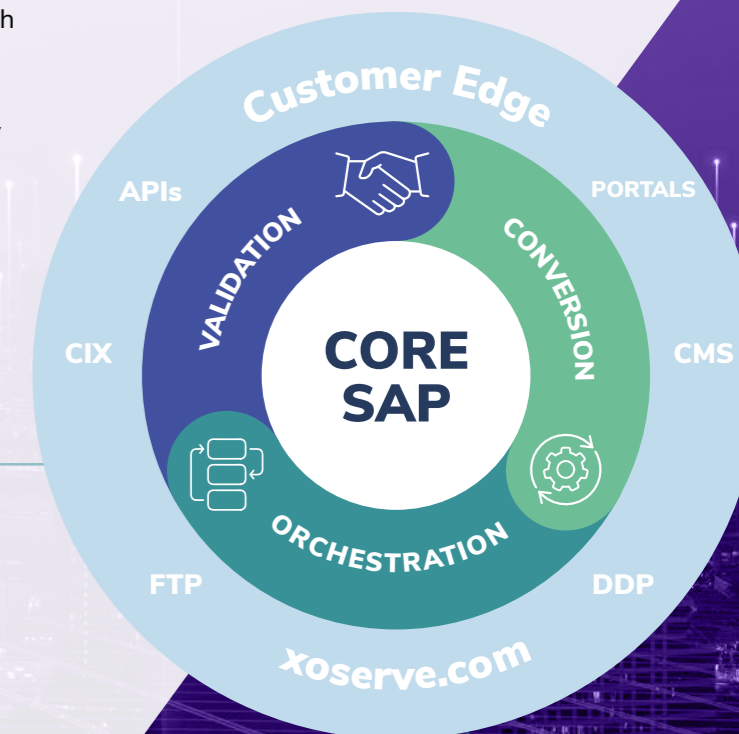 h
Customer Edge
APIs
PORTALS
VALIDATION
CONVERSION
CORE
SAP
CIX
CMS
ORCHESTRATION
FTP
DDP
xoserve.com